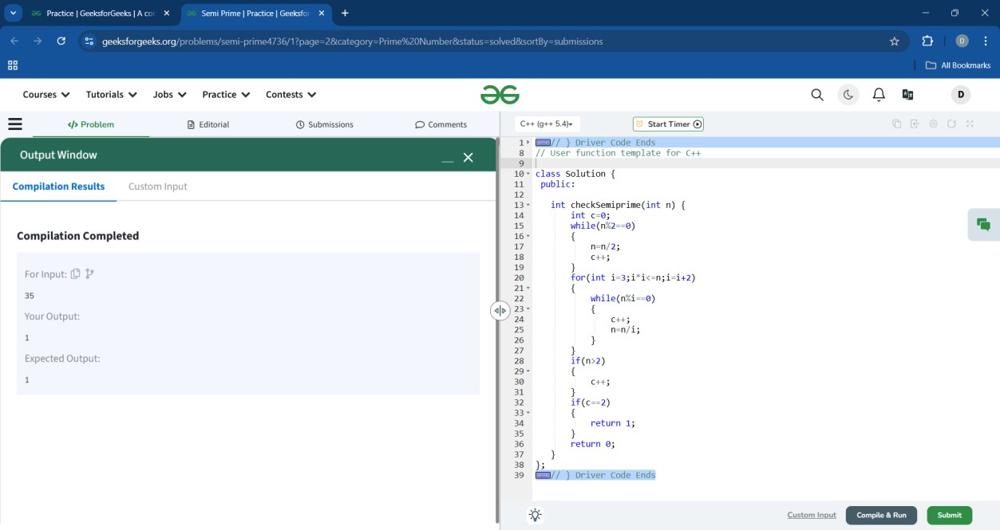 Practice | GeeksforGeeks | A cor
Semi Prime | Practice | Geeksfor
geeksforgeeks.org/problems/semi-prime4736/1?page=2&category=Prime%20Number&status=solved&sortBy=submissions
D
All Bookmarks
Courses
Tutorials
Jobs
Practice
Contests
D
</> Problem
Editorial
Submissions
Comments
C++ (g++ 5.4)
Start Timer
Output Window
Compilation Results
Custom Input
Compilation Completed
For Input:
35
Your Output:
1
Expected Output:
1
1 // } Driver Code Ends
8 // User function template for C++
9
10 class Solution {
11 public:
12
13 int checkSemiprime(int n) {
14 int c=0;
15 while(n%2==0)
16 {
17 n=n/2;
18 c++;
19 }
20 for(int i=3;i*i<=n;i=i+2)
21 {
22 while(n%i==0)
23 {
24 c++;
25 n=n/i;
26 }
27 }
28 if(n>2)
29 {
30 c++;
31 }
32 if(c==2)
33 {
34 return 1;
35 }
36 return 0;
37 }
38 };
39 // } Driver Code Ends
Custom Input
Compile & Run
Submit